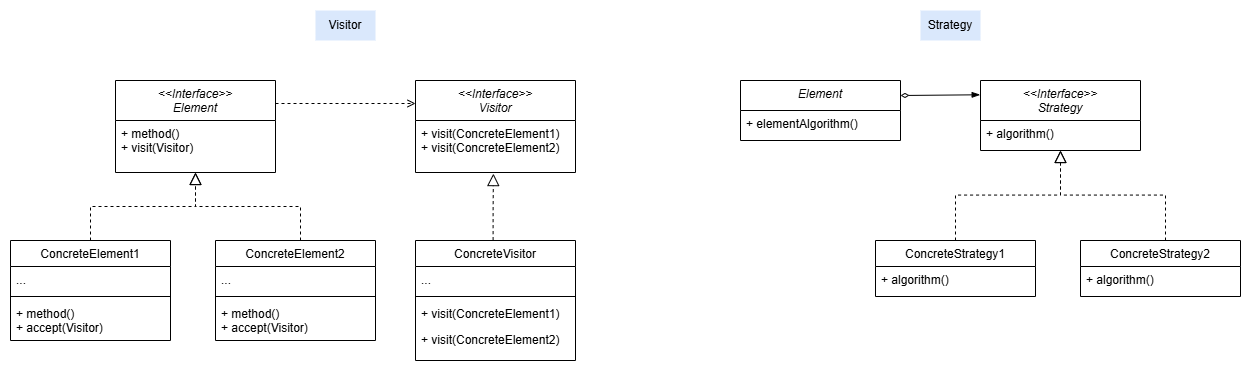 Visitor
<<Interface>>
Element
+ method()
+ visit(Visitor)
<<Interface>>
Visitor
+ visit(ConcreteElement1)
+ visit(ConcreteElement2)
ConcreteElement1
...
+ method()
+ accept(Visitor)
ConcreteElement2
...
+ method()
+ accept(Visitor)
ConcreteVisitor
...
+ visit(ConcreteElement1)
+ visit(ConcreteElement2)
Strategy
Element
+ elementAlgorithm()
<<Interface>>
Strategy
+ algorithm()
ConcreteStrategy1
+ algorithm()
ConcreteStrategy2
+ algorithm()